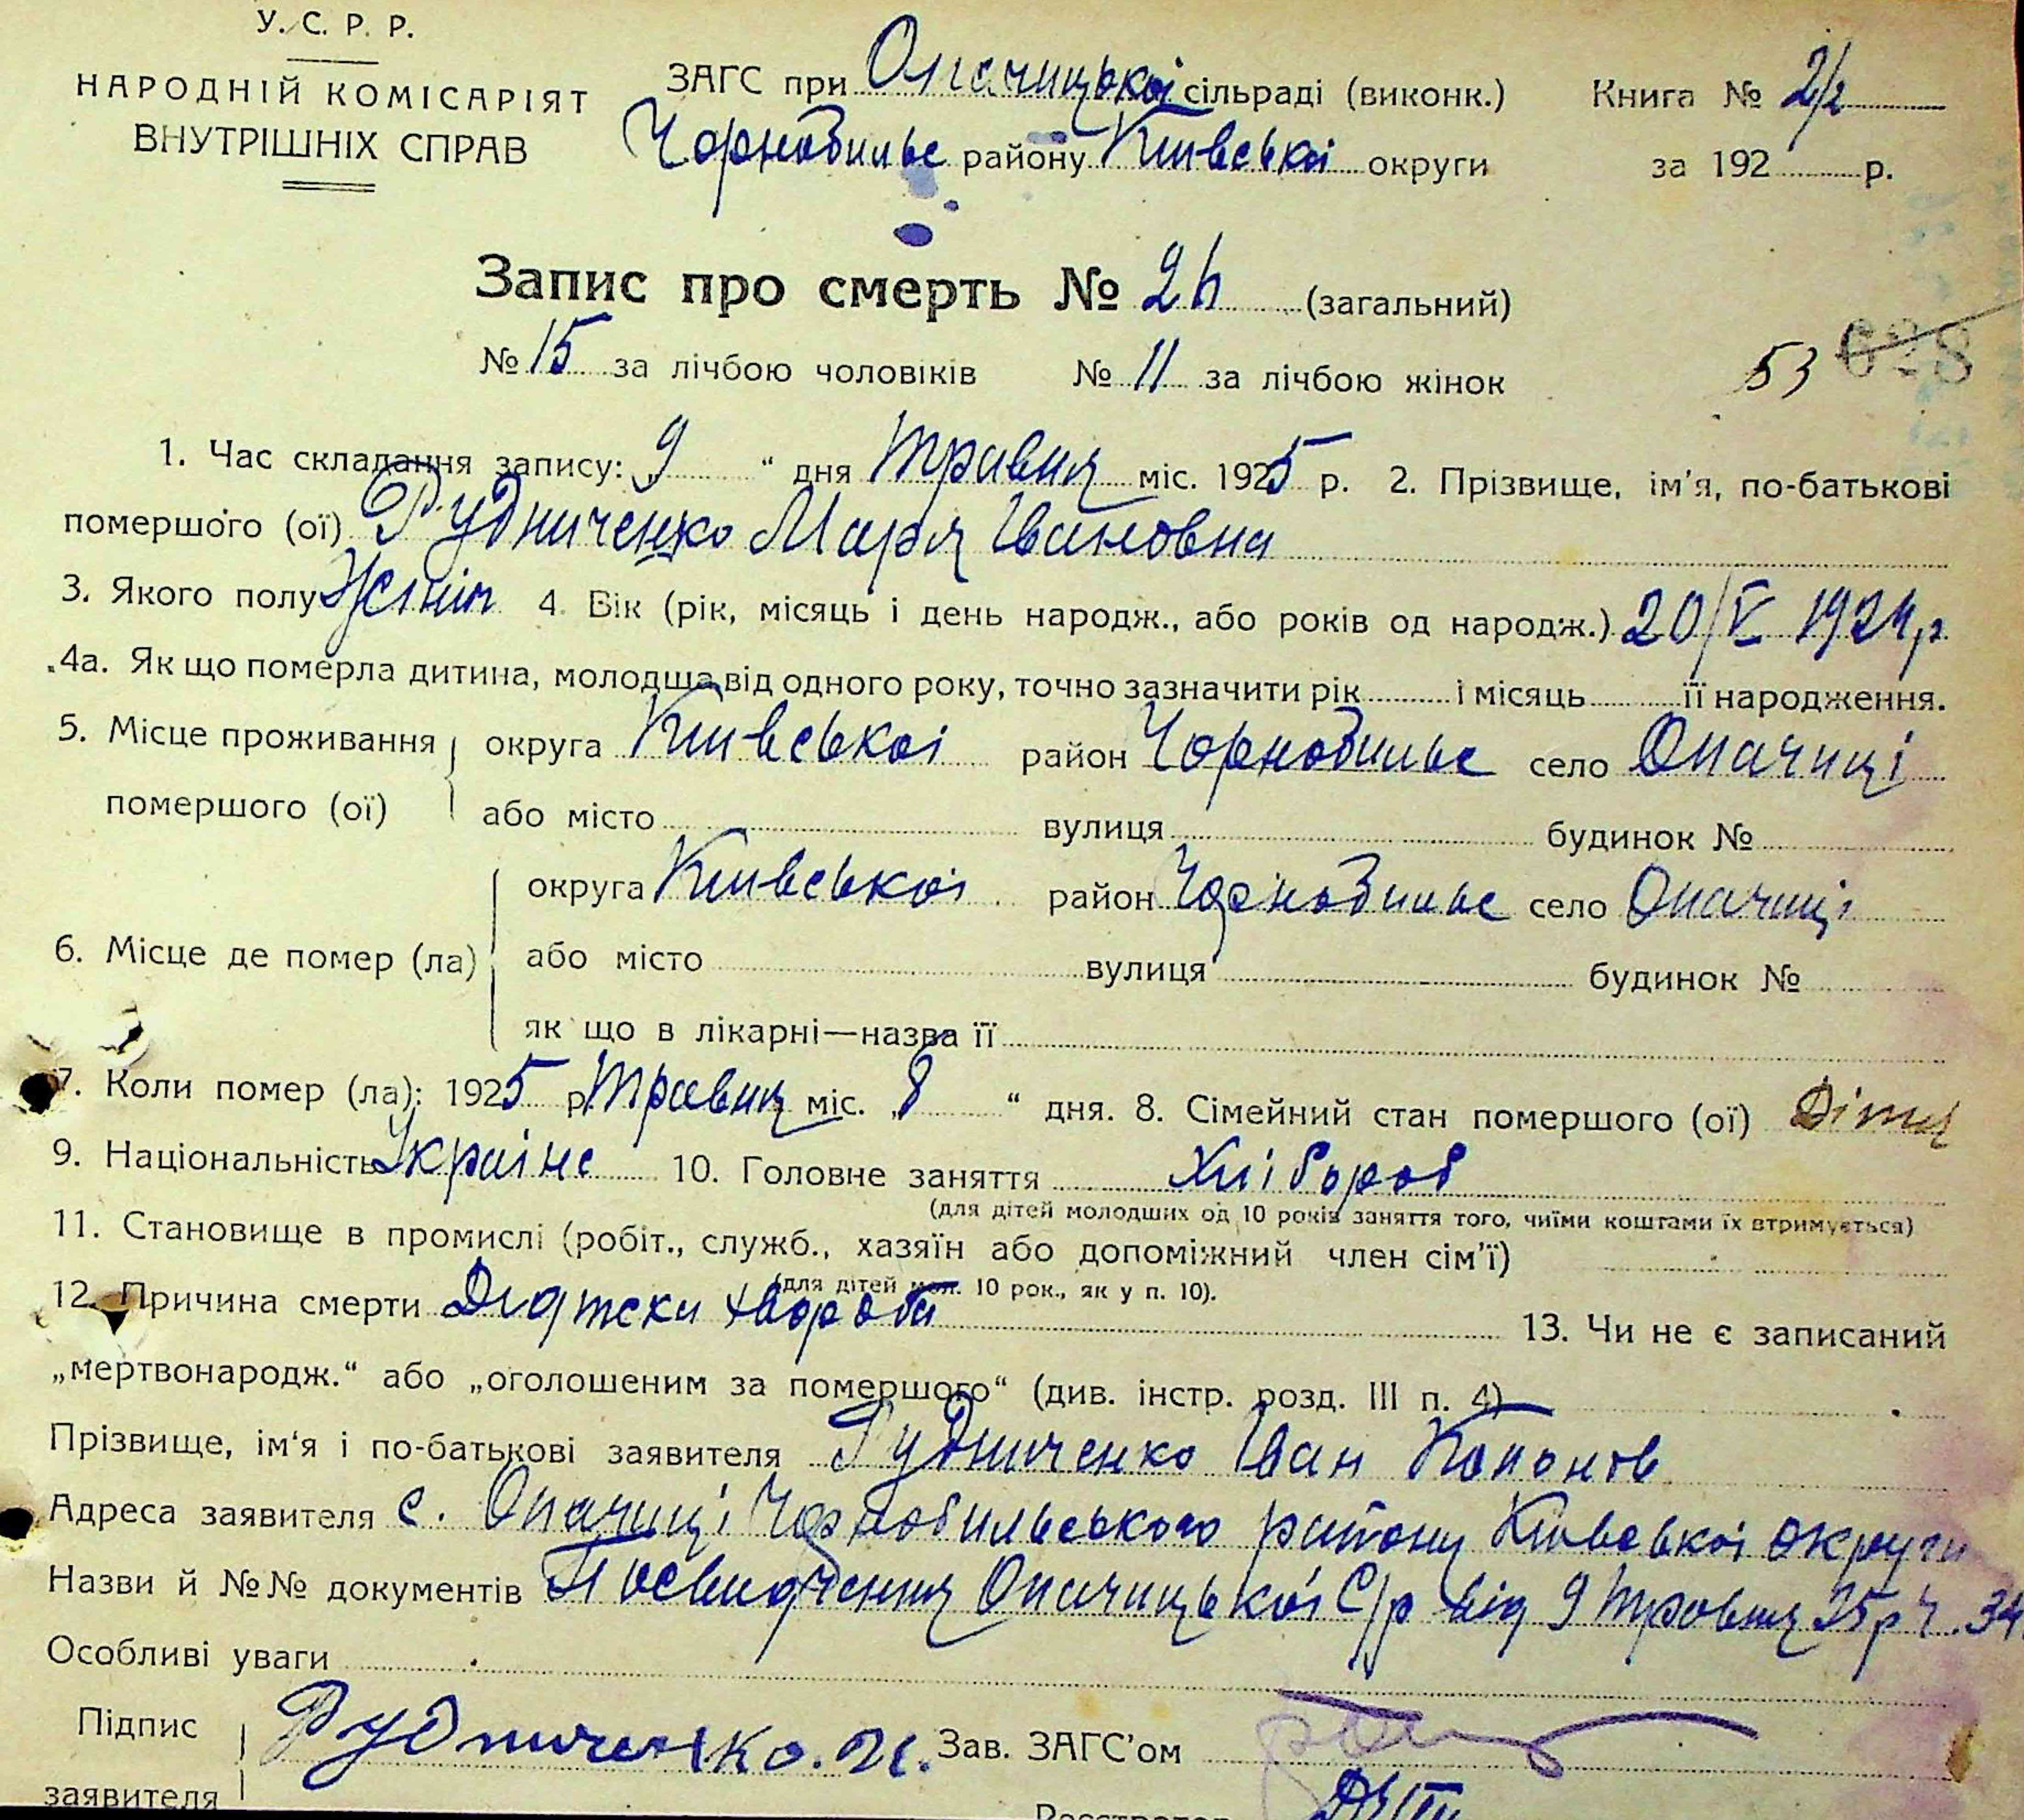 У. С. Р. Р.
НАРОДНІЙ КОМІСАРІЯТ
ВНУТРІШНІХ СПРАВ
ЗАГС при Опачицької сільраді (виконк.)
Чорнобильс району Київської округи
Книга № 2/2
за 192 р.
Запис про смерть № 26 (загальний)
№ 15 за лічбою чоловіків № 11 за лічбою жінок
53 628
1. Час складання запису: 9 “ дня травня міс. 1925 р. 2. Прізвище, ім'я, по-батькові
помершого (ої) Рудниченко Марія Івановна
3. Якого полу 4. Вік (рік, місяць і день народж., або років од народж.) 20/V 1924 р
4а. Як що померла дитина, молодша від одного року, точно зазначити рік і місяць її народження.
5. Місце проживання округа Київської район Чорнобильс село Опачиці
помершого (ої) або місто вулиця будинок №
округа Київської район Чорнобильс село Опачиці
6. Місце де помер (ла) або місто вулиця будинок №
як що в лікарні—назва її
7. Коли помер (ла): 1925 р. травня міс. „8 “ дня. 8. Сімейний стан помершого (ої) Дитя
9. Національність Украінс 10. Головне заняття Хлібороб
(для дітей молодших од 10 років заняття того, чиїми коштами їх втримується)
11. Становище в промислі (робіт., служб., хазяїн або допоміжний член сім'ї)
(для дітей мол. 10 рок., як у п. 10).
12. Причина смерти Дідтски хвороби 13. Чи не є записаний
„мертвонародж.“ або „оголошеним за помершого“ (див. інстр. розд. III п. 4)
Прізвище, ім'я і по-батькові заявителя Рудниченко Іван Кононов
Адреса заявителя с. Опачиці Чорнобильського району Київської округи
Назви й №№ документів Посвидчення Опачицької С/р від 9 травня 25 р Ч. 34.
Особливі уваги
Підпис Рудниченко. И. Зав. ЗАГС'ом
заявителя